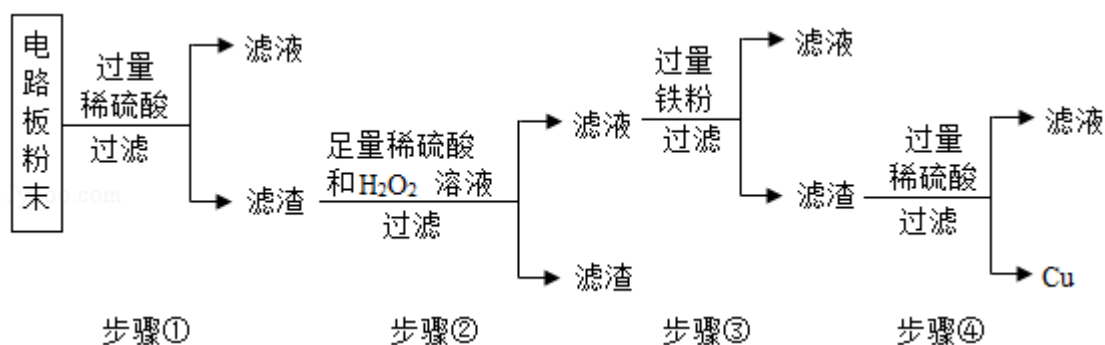 电路板粉末
过量
稀硫酸
过滤
滤液
滤渣
足量稀硫酸
和H₂O₂ 溶液
过滤
滤液
滤渣
过量
铁粉
过滤
滤液
滤渣
过量
稀硫酸
过滤
滤液
Cu
步骤① 步骤② 步骤③ 步骤④